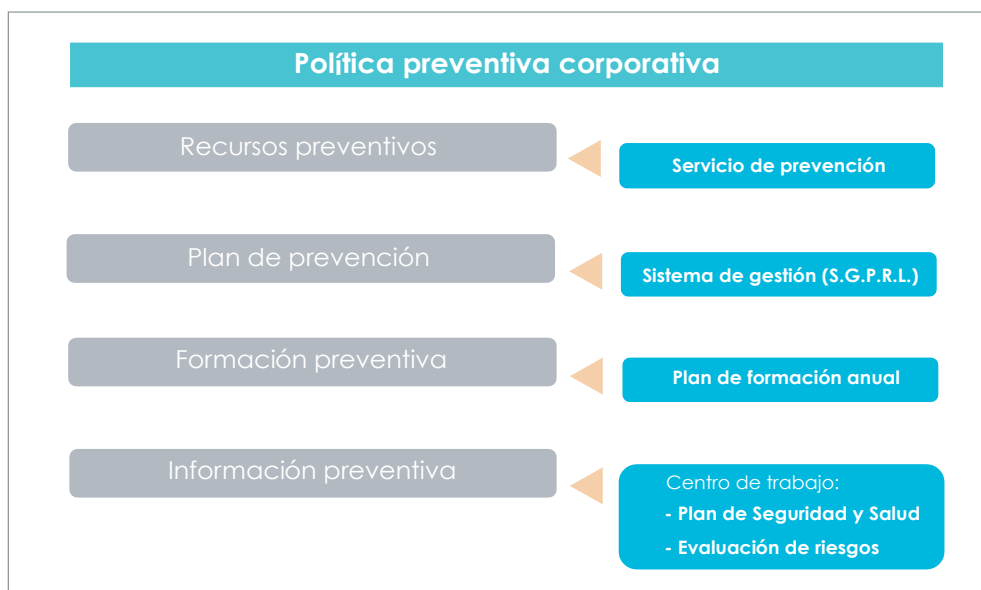 Política preventiva corporativa
Recursos preventivos
Servicio de prevención
Plan de prevención
Sistema de gestión (S.G.P.R.L.)
Formación preventiva
Plan de formación anual
Información preventiva
Centro de trabajo:
- Plan de Seguridad y Salud
- Evaluación de riesgos